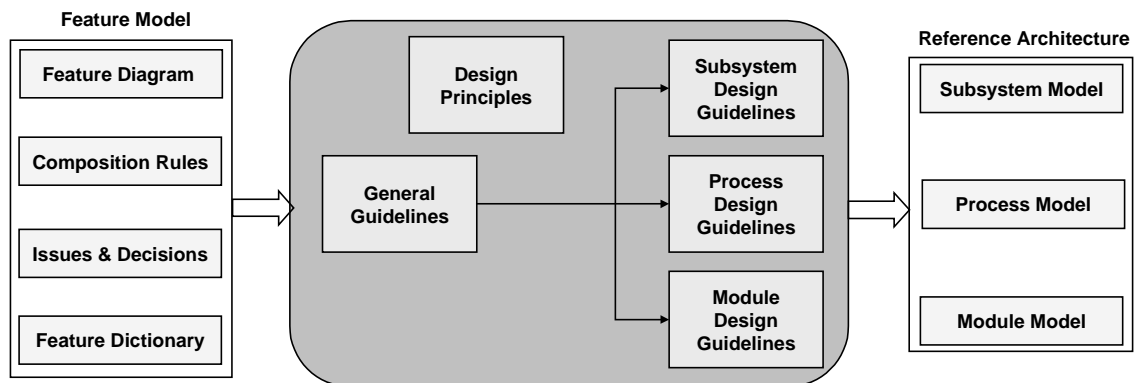 Feature Model
Feature Diagram
Composition Rules
Issues & Decisions
Feature Dictionary
Design
Principles
General
Guidelines
Subsystem
Design
Guidelines
Process
Design
Guidelines
Module
Design
Guidelines
Reference Architecture
Subsystem Model
Process Model
Module Model